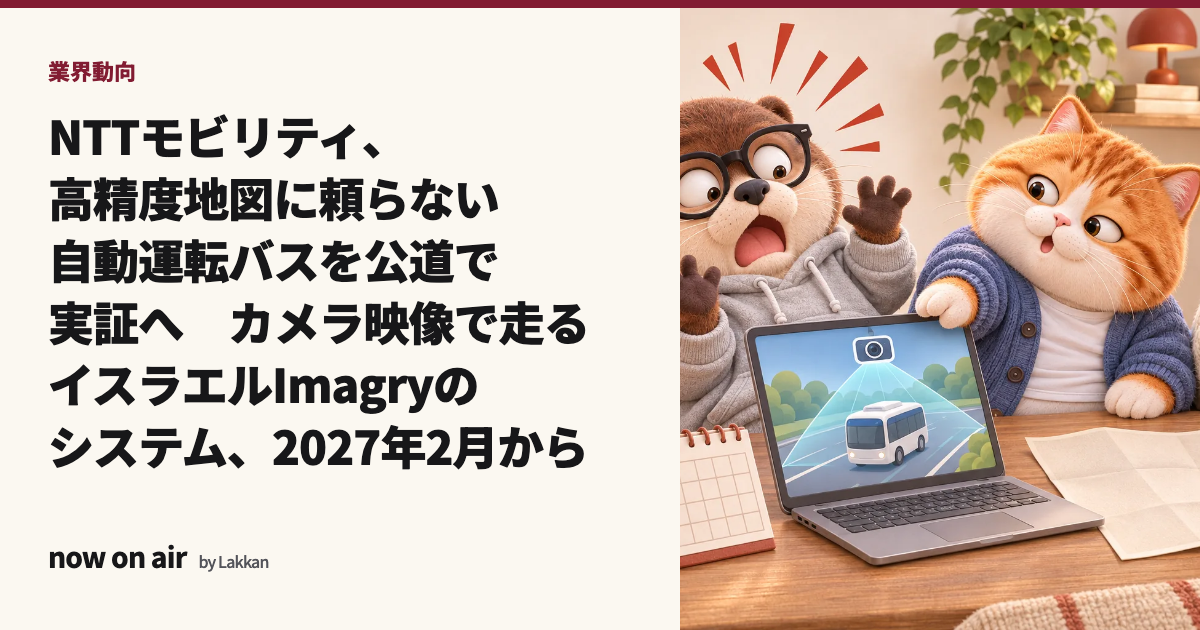 業界動向
NTTモビリティ、
高精度地図に頼らない
自動運転バスを公道で
実証へ　カメラ映像で走る
イスラエルImagryの
システム、2027年2月から
now on air by Lakkan